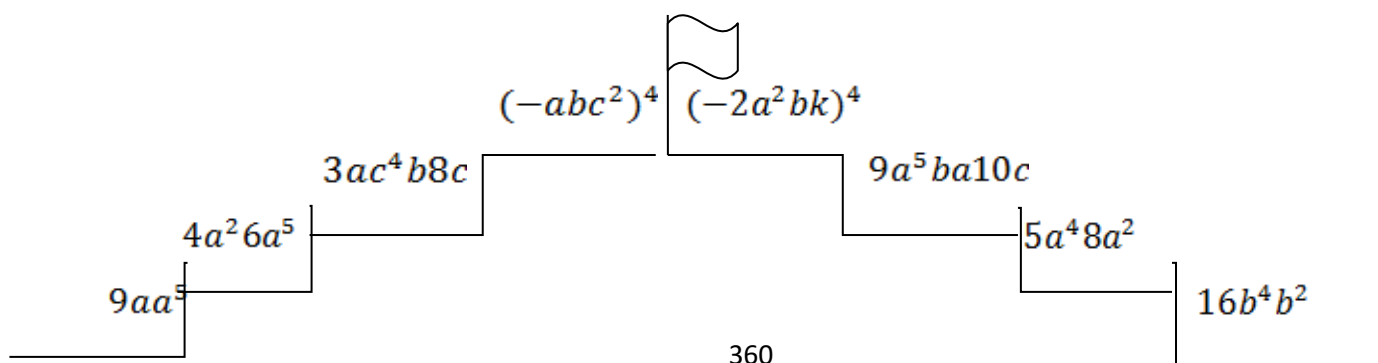 (−abc²)⁴ (−2a²bk)⁴
3ac⁴b8c 9a⁵ba10c
4a²6a⁵ 5a⁴8a²
9aa⁵ 16b⁴b²
360